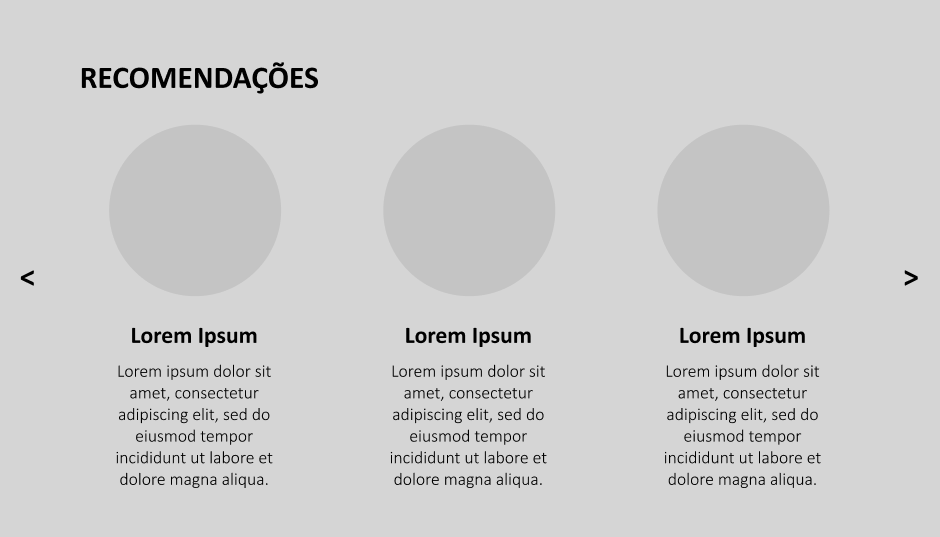 RECOMENDAÇÕES
<
>
Lorem Ipsum
Lorem ipsum dolor sit
amet, consectetur
adipiscing elit, sed do
eiusmod tempor
incididunt ut labore et
dolore magna aliqua.
Lorem Ipsum
Lorem ipsum dolor sit
amet, consectetur
adipiscing elit, sed do
eiusmod tempor
incididunt ut labore et
dolore magna aliqua.
Lorem Ipsum
Lorem ipsum dolor sit
amet, consectetur
adipiscing elit, sed do
eiusmod tempor
incididunt ut labore et
dolore magna aliqua.